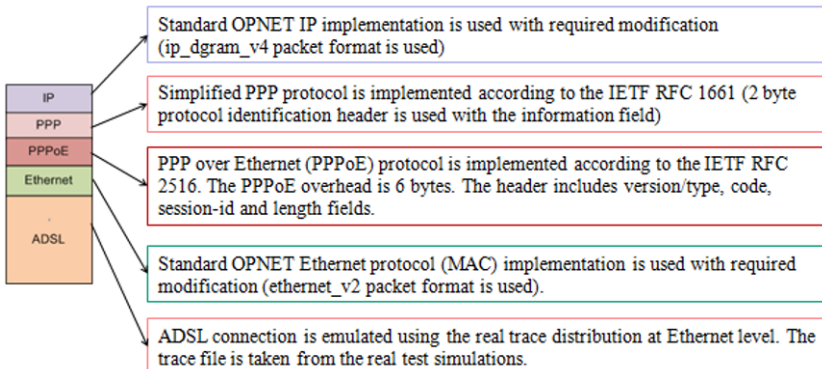 Standard OPNET IP implementation is used with required modification
(ip_dgram_v4 packet format is used)
IP
PPP
PPPoE
Ethernet
ADSL
Simplified PPP protocol is implemented according to the IETF RFC 1661 (2 byte
protocol identification header is used with the information field)
PPP over Ethernet (PPPoE) protocol is implemented according to the IETF RFC
2516. The PPPoE overhead is 6 bytes. The header includes version/type, code,
session-id and length fields.
Standard OPNET Ethernet protocol (MAC) implementation is used with required
modification (ethernet_v2 packet format is used).
ADSL connection is emulated using the real trace distribution at Ethernet level. The
trace file is taken from the real test simulations.